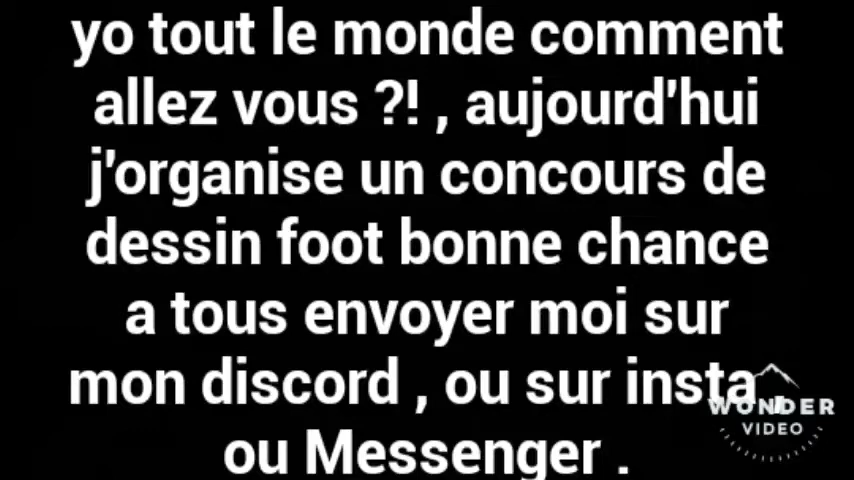 yo tout le monde comment
allez vous ?! , aujourd'hui
j'organise un concours de
dessin foot bonne chance
a tous envoyer moi sur
mon discord , ou sur insta ,
ou Messenger .
WONDER
VIDEO